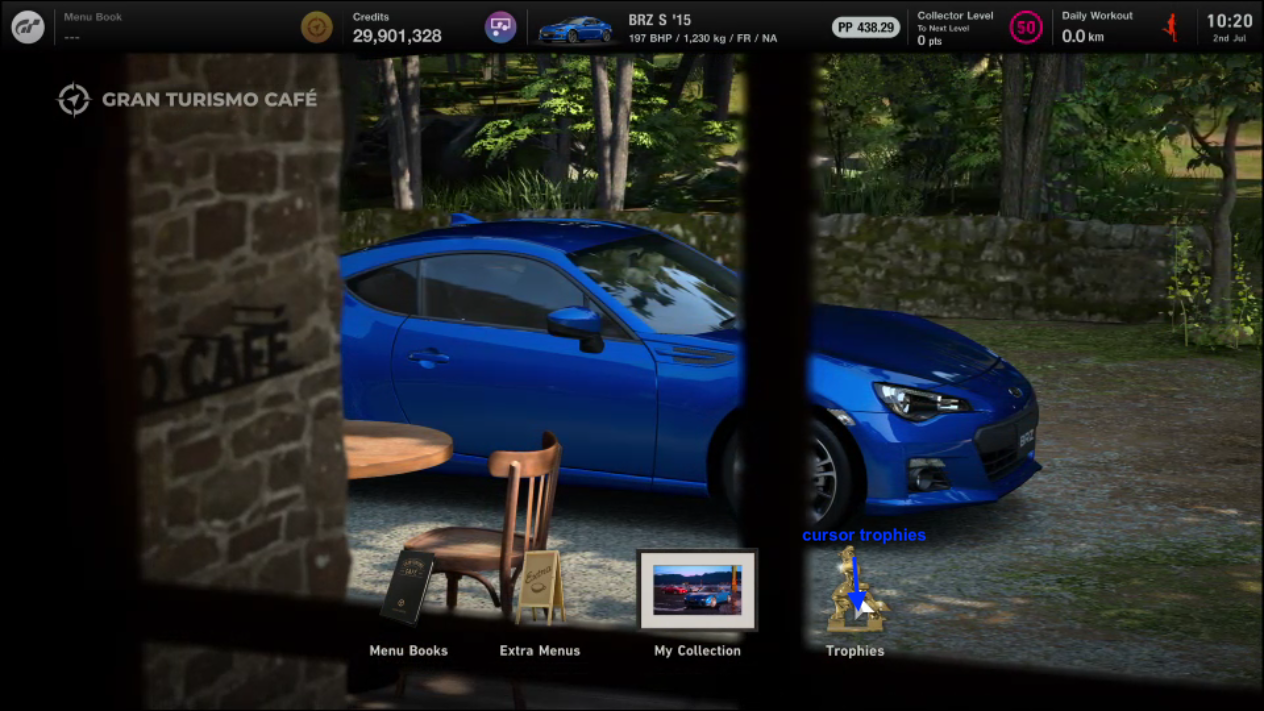 Menu Book
---
Credits
29,901,328
BRZ S '15
197 BHP / 1,230 kg / FR / NA
PP 438.29
Collector Level
To Next Level
0 pts
50
Daily Workout
0.0 km
10:20
2nd Jul
GRAN TURISMO CAFÉ
O CAFE
BRZ
cursor trophies
CAFE
Extra
Menu Books
Extra Menus
My Collection
Trophies